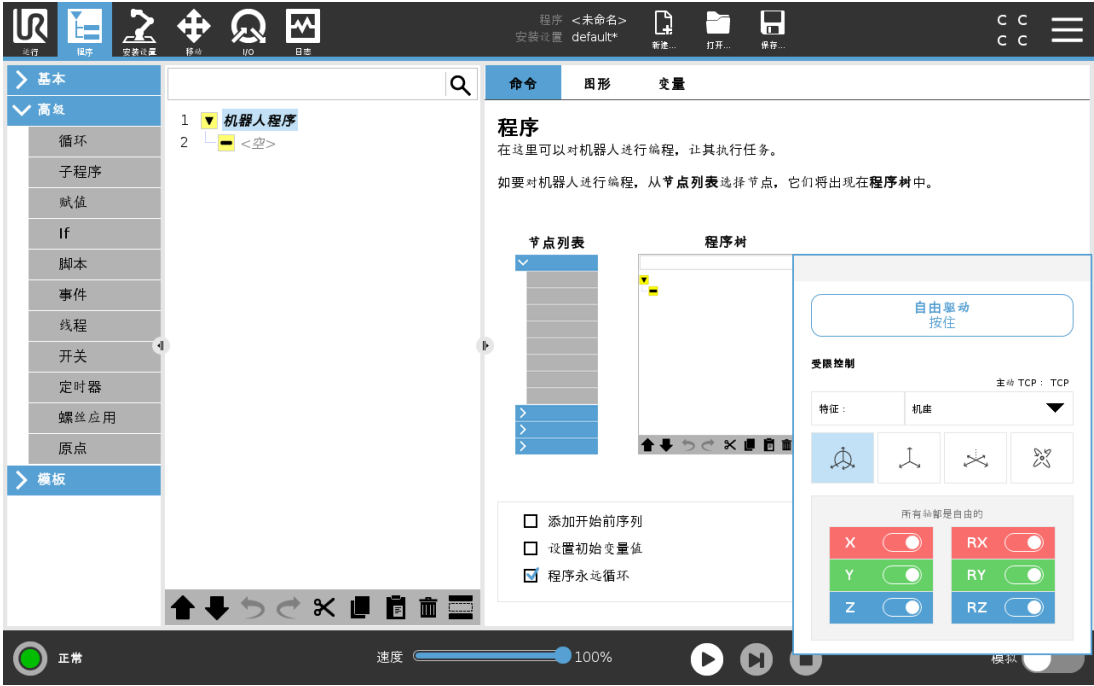 UR
程序 <未命名>
安装设置 default*
C C
C C
运行 程序 安装设置 移动 I/O 日志 新建... 打开... 保存...
基本
高级
循环
子程序
赋值
If
脚本
事件
线程
开关
定时器
螺丝应用
原点
模板
1 机器人程序
2 <空>
命令 图形 变量
程序
在这里可以对机器人进行编程，让其执行任务。
如要对机器人进行编程，从节点列表选择节点，它们将出现在程序树中。
节点列表 程序树
添加开始前序列
设置初始变量值
程序永远循环
自由驱动
按住
受限控制
主动 TCP： TCP
特征： 机座
所有轴都是自由的
X RX
Y RY
Z RZ
正常 速度 100% 模拟